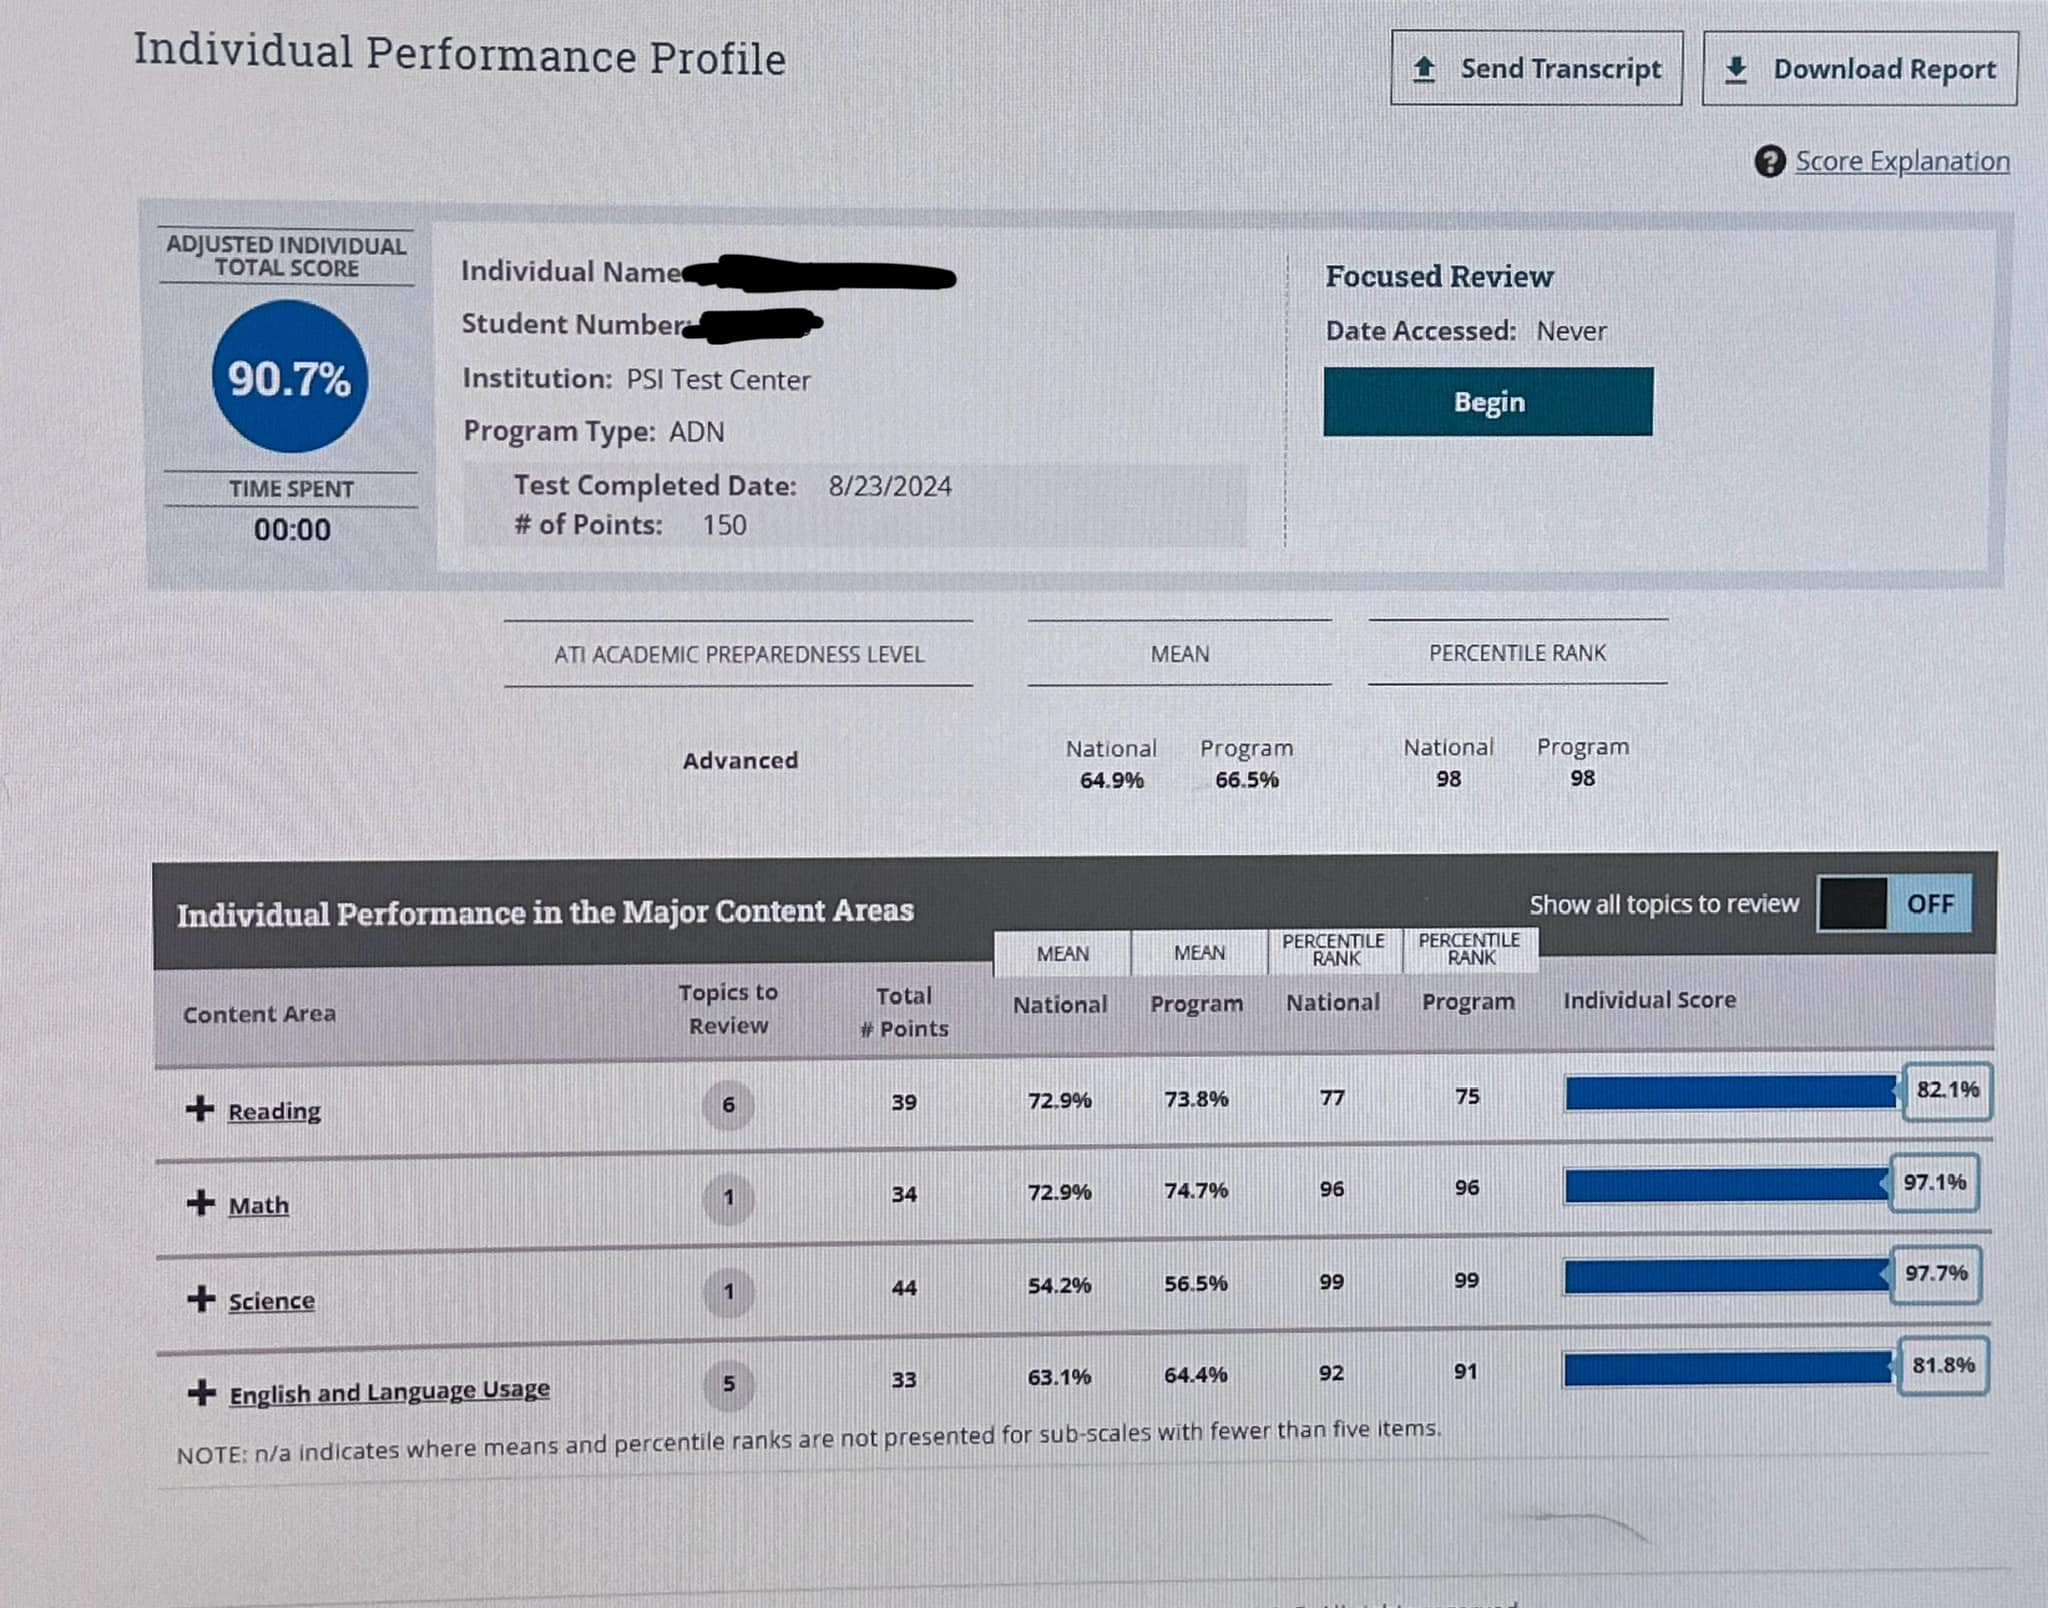 Individual Performance Profile
Send Transcript
Download Report
? Score Explanation
ADJUSTED INDIVIDUAL
TOTAL SCORE
90.7%
TIME SPENT
00:00
Individual Name
Student Number:
Institution: PSI Test Center
Program Type: ADN
Test Completed Date: 8/23/2024
# of Points: 150
Focused Review
Date Accessed: Never
Begin
ATI ACADEMIC PREPAREDNESS LEVEL MEAN PERCENTILE RANK
National Program National Program
Advanced 64.9% 66.5% 98 98
Individual Performance in the Major Content Areas
Show all topics to review OFF
MEAN MEAN PERCENTILE RANK PERCENTILE RANK
Content Area Topics to Review Total # Points National Program National Program Individual Score
+ Reading 6 39 72.9% 73.8% 77 75 82.1%
+ Math 1 34 72.9% 74.7% 96 96 97.1%
+ Science 1 44 54.2% 56.5% 99 99 97.7%
+ English and Language Usage 5 33 63.1% 64.4% 92 91 81.8%
NOTE: n/a indicates where means and percentile ranks are not presented for sub-scales with fewer than five items.